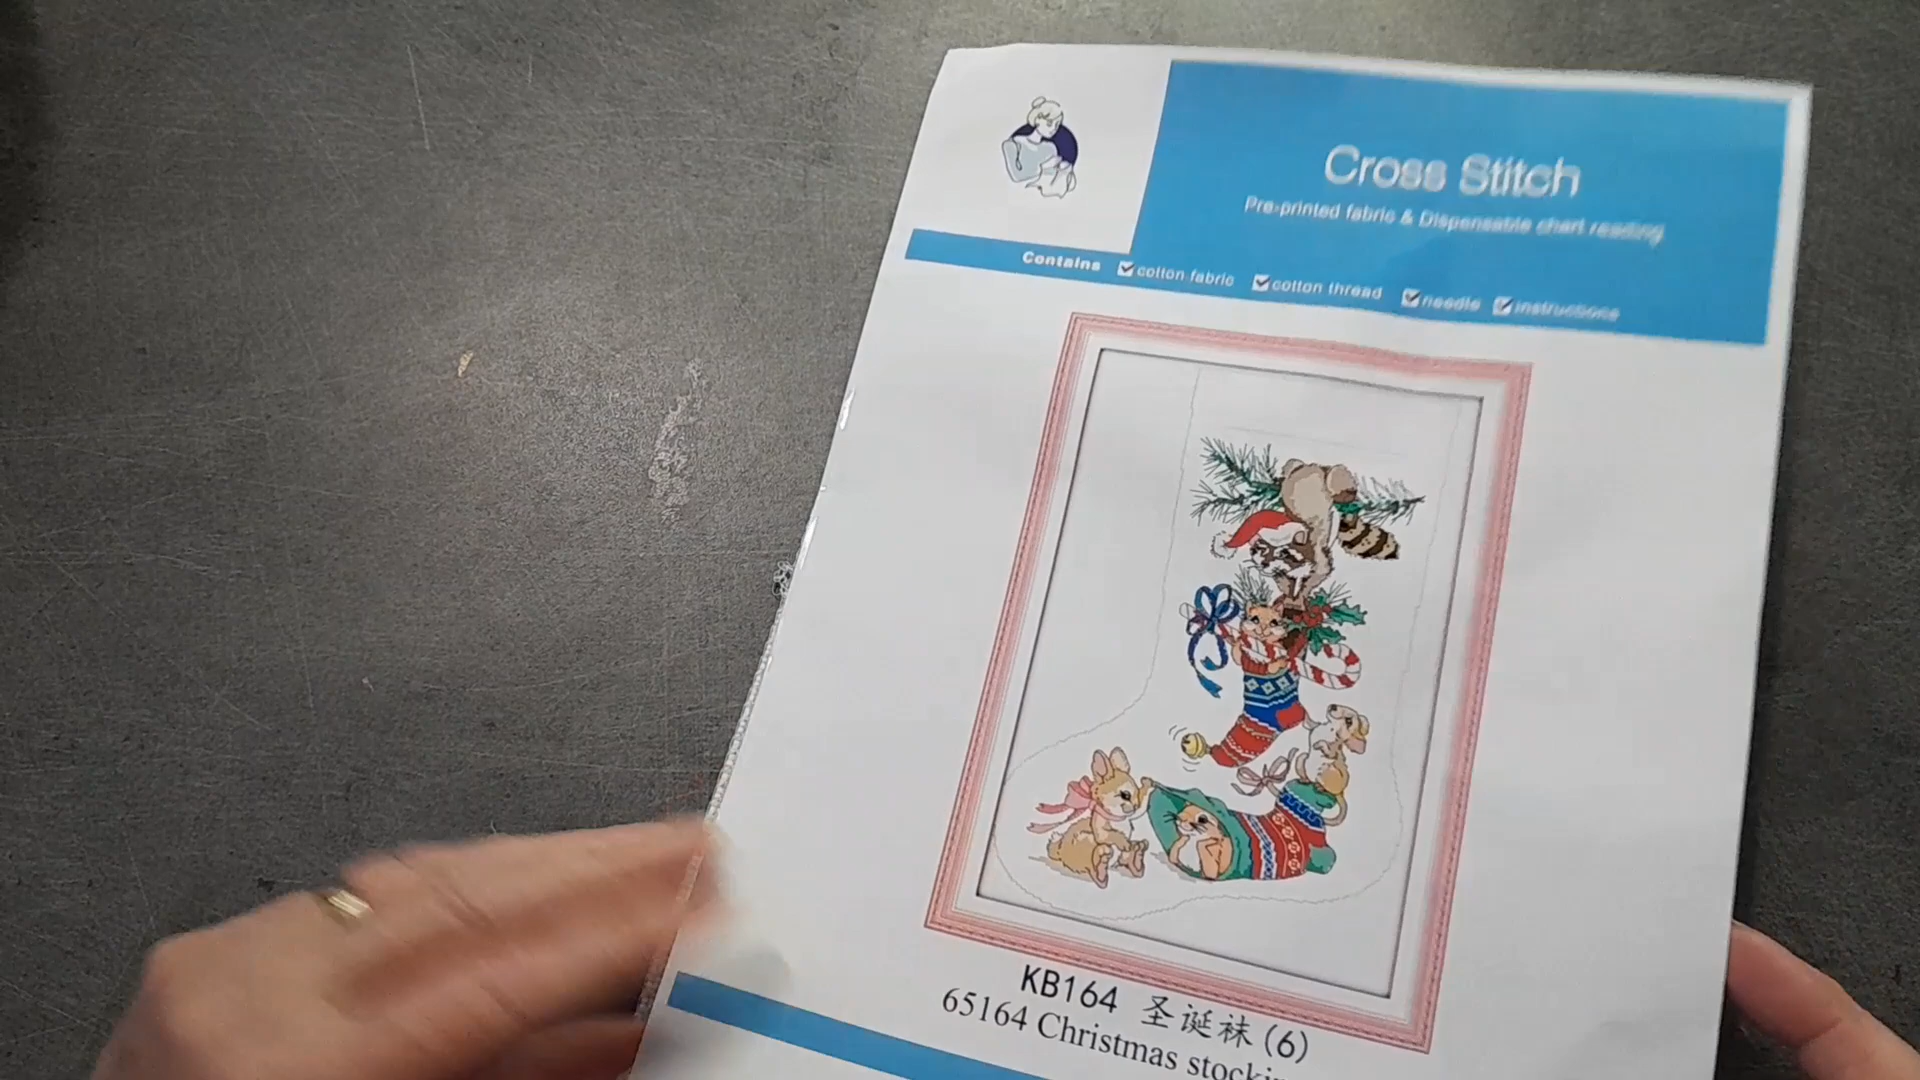 Cross Stitch
Pre-printed fabric & Dispensable chart reading
Contains cotton fabric cotton thread needle instructions
KB164 圣诞袜(6)
65164 Christmas